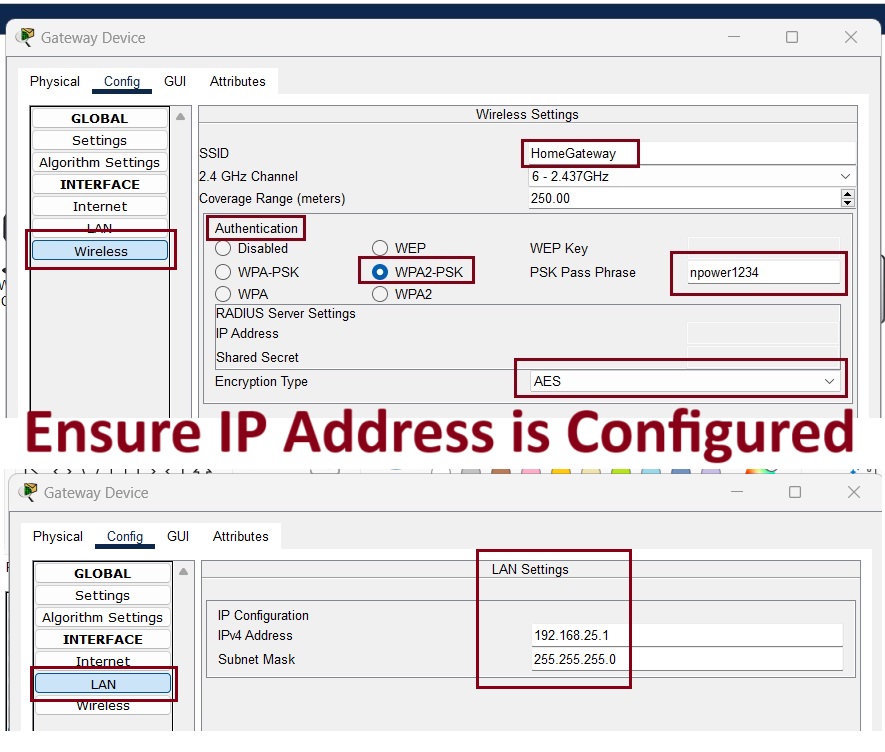 Gateway Device
Physical Config GUI Attributes
GLOBAL
Settings
Algorithm Settings
INTERFACE
Internet
LAN
Wireless
Wireless Settings
SSID HomeGateway
2.4 GHz Channel 6 - 2.437GHz
Coverage Range (meters) 250.00
Authentication
Disabled WEP WEP Key
WPA-PSK WPA2-PSK PSK Pass Phrase npower1234
WPA WPA2
RADIUS Server Settings
IP Address
Shared Secret
Encryption Type AES
Ensure IP Address is Configured
Gateway Device
Physical Config GUI Attributes
GLOBAL
Settings
Algorithm Settings
INTERFACE
Internet
LAN
Wireless
LAN Settings
IP Configuration
IPv4 Address 192.168.25.1
Subnet Mask 255.255.255.0